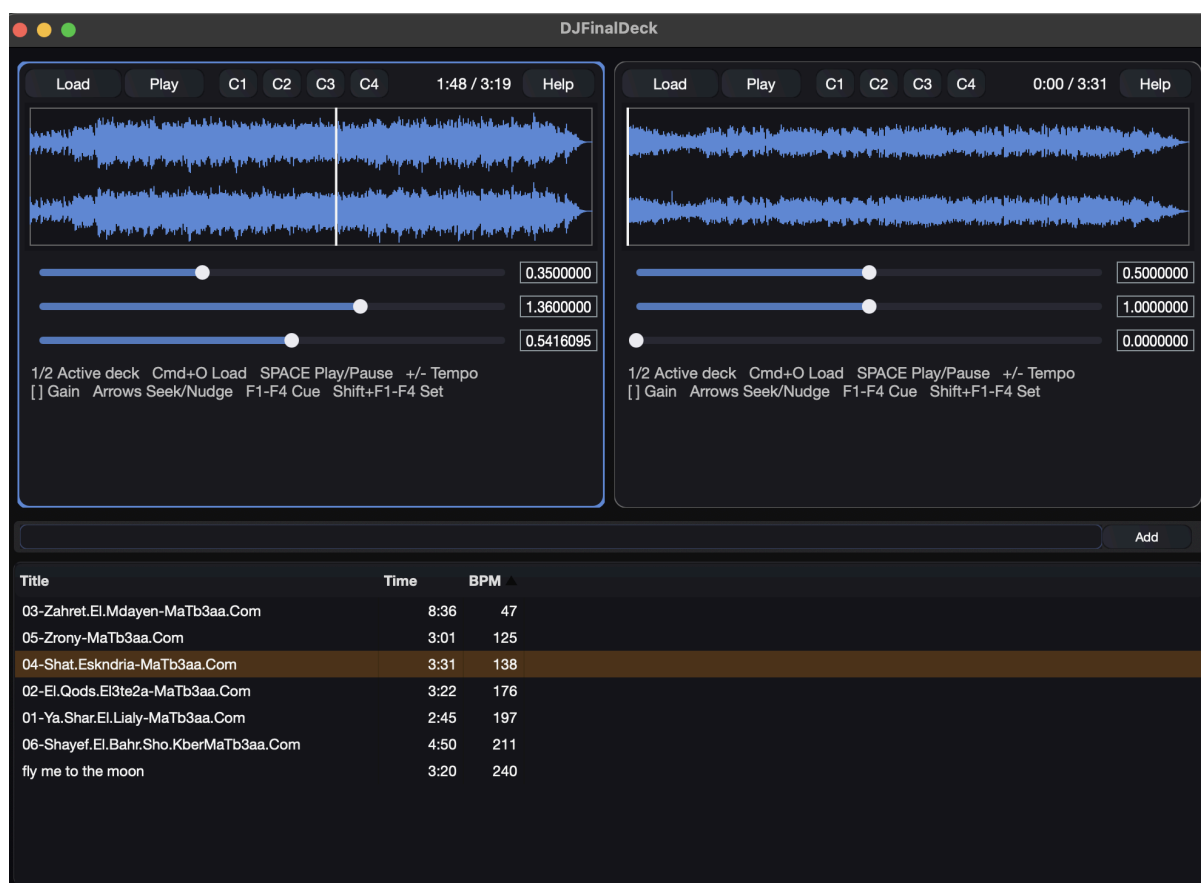 DJFinalDeck
Load Play C1 C2 C3 C4 1:48 / 3:19 Help
0.3500000
1.3600000
0.5416095
1/2 Active deck Cmd+O Load SPACE Play/Pause +/- Tempo
[ ] Gain Arrows Seek/Nudge F1-F4 Cue Shift+F1-F4 Set
Load Play C1 C2 C3 C4 0:00 / 3:31 Help
0.5000000
1.0000000
0.0000000
1/2 Active deck Cmd+O Load SPACE Play/Pause +/- Tempo
[ ] Gain Arrows Seek/Nudge F1-F4 Cue Shift+F1-F4 Set
Add
Title Time BPM
03-Zahret.El.Mdayen-MaTb3aa.Com 8:36 47
05-Zrony-MaTb3aa.Com 3:01 125
04-Shat.Eskndria-MaTb3aa.Com 3:31 138
02-El.Qods.El3te2a-MaTb3aa.Com 3:22 176
01-Ya.Shar.El.Lialy-MaTb3aa.Com 2:45 197
06-Shayef.El.Bahr.Sho.KberMaTb3aa.Com 4:50 211
fly me to the moon 3:20 240